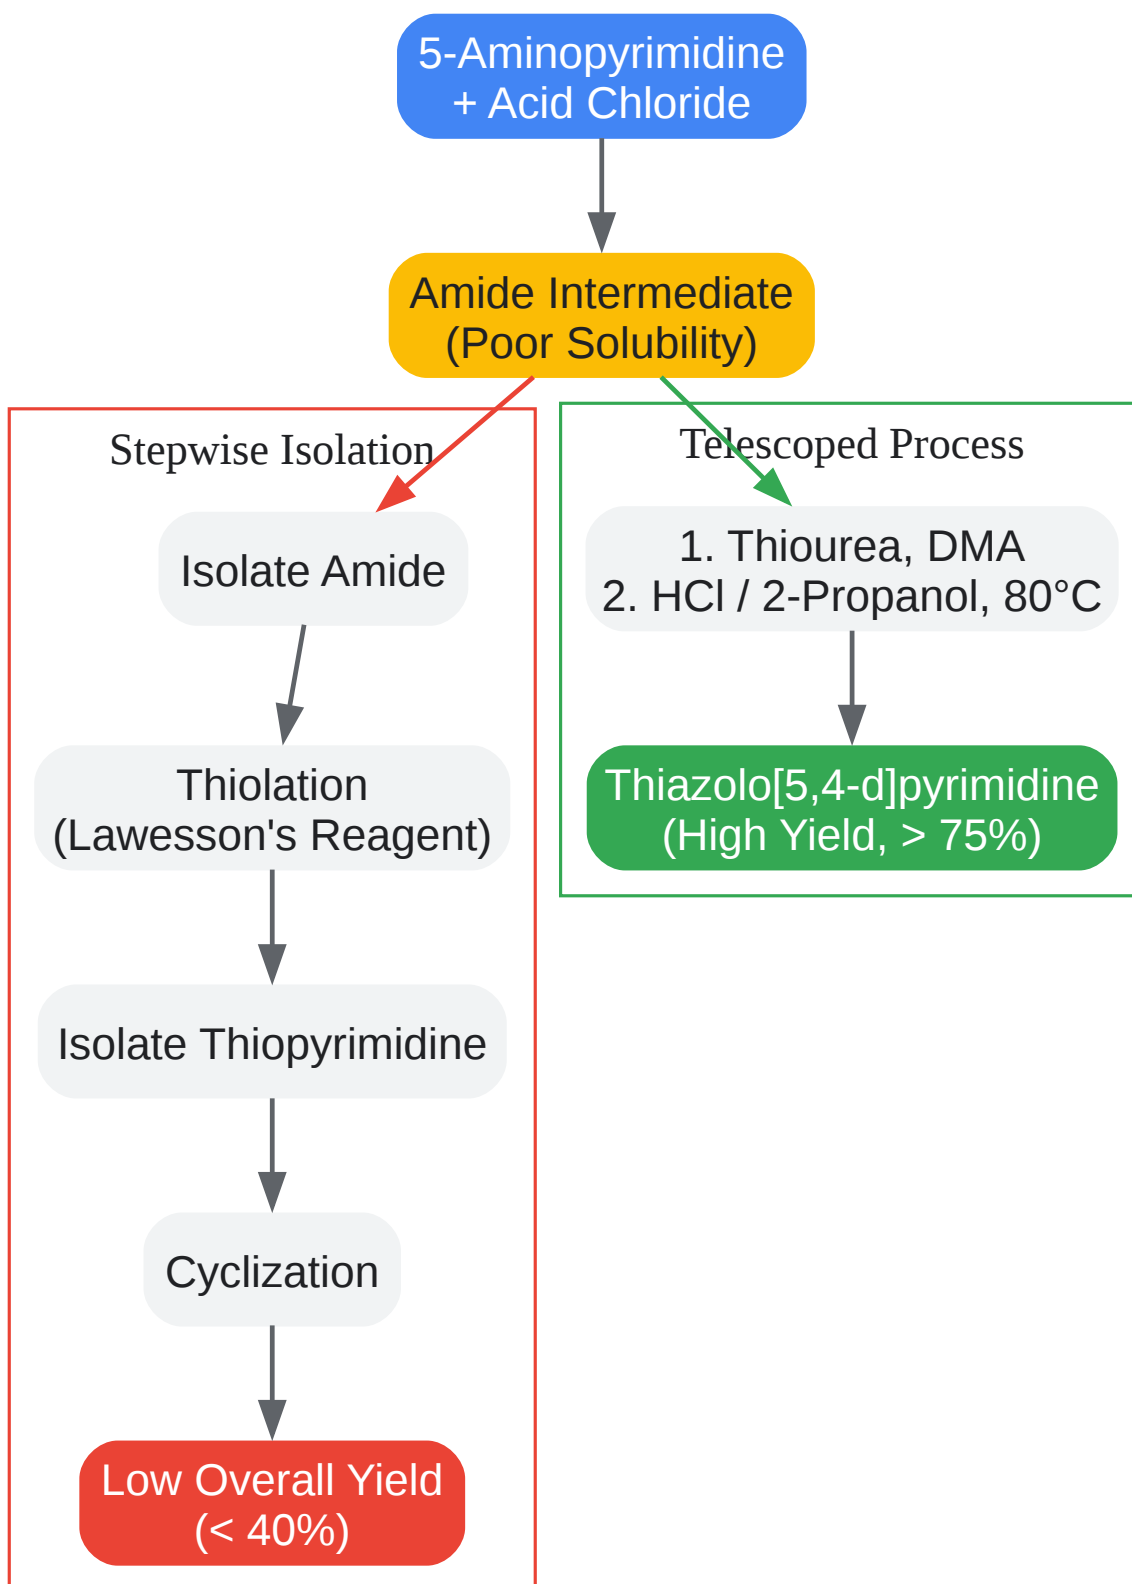 5-Aminopyrimidine
+ Acid Chloride
Amide Intermediate
(Poor Solubility)
Stepwise Isolation
Isolate Amide
Thiolation
(Lawesson's Reagent)
Isolate Thiopyrimidine
Cyclization
Low Overall Yield
(< 40%)
Telescoped Process
1. Thiourea, DMA
2. HCl / 2-Propanol, 80°C
Thiazolo[5,4-d]pyrimidine
(High Yield, > 75%)